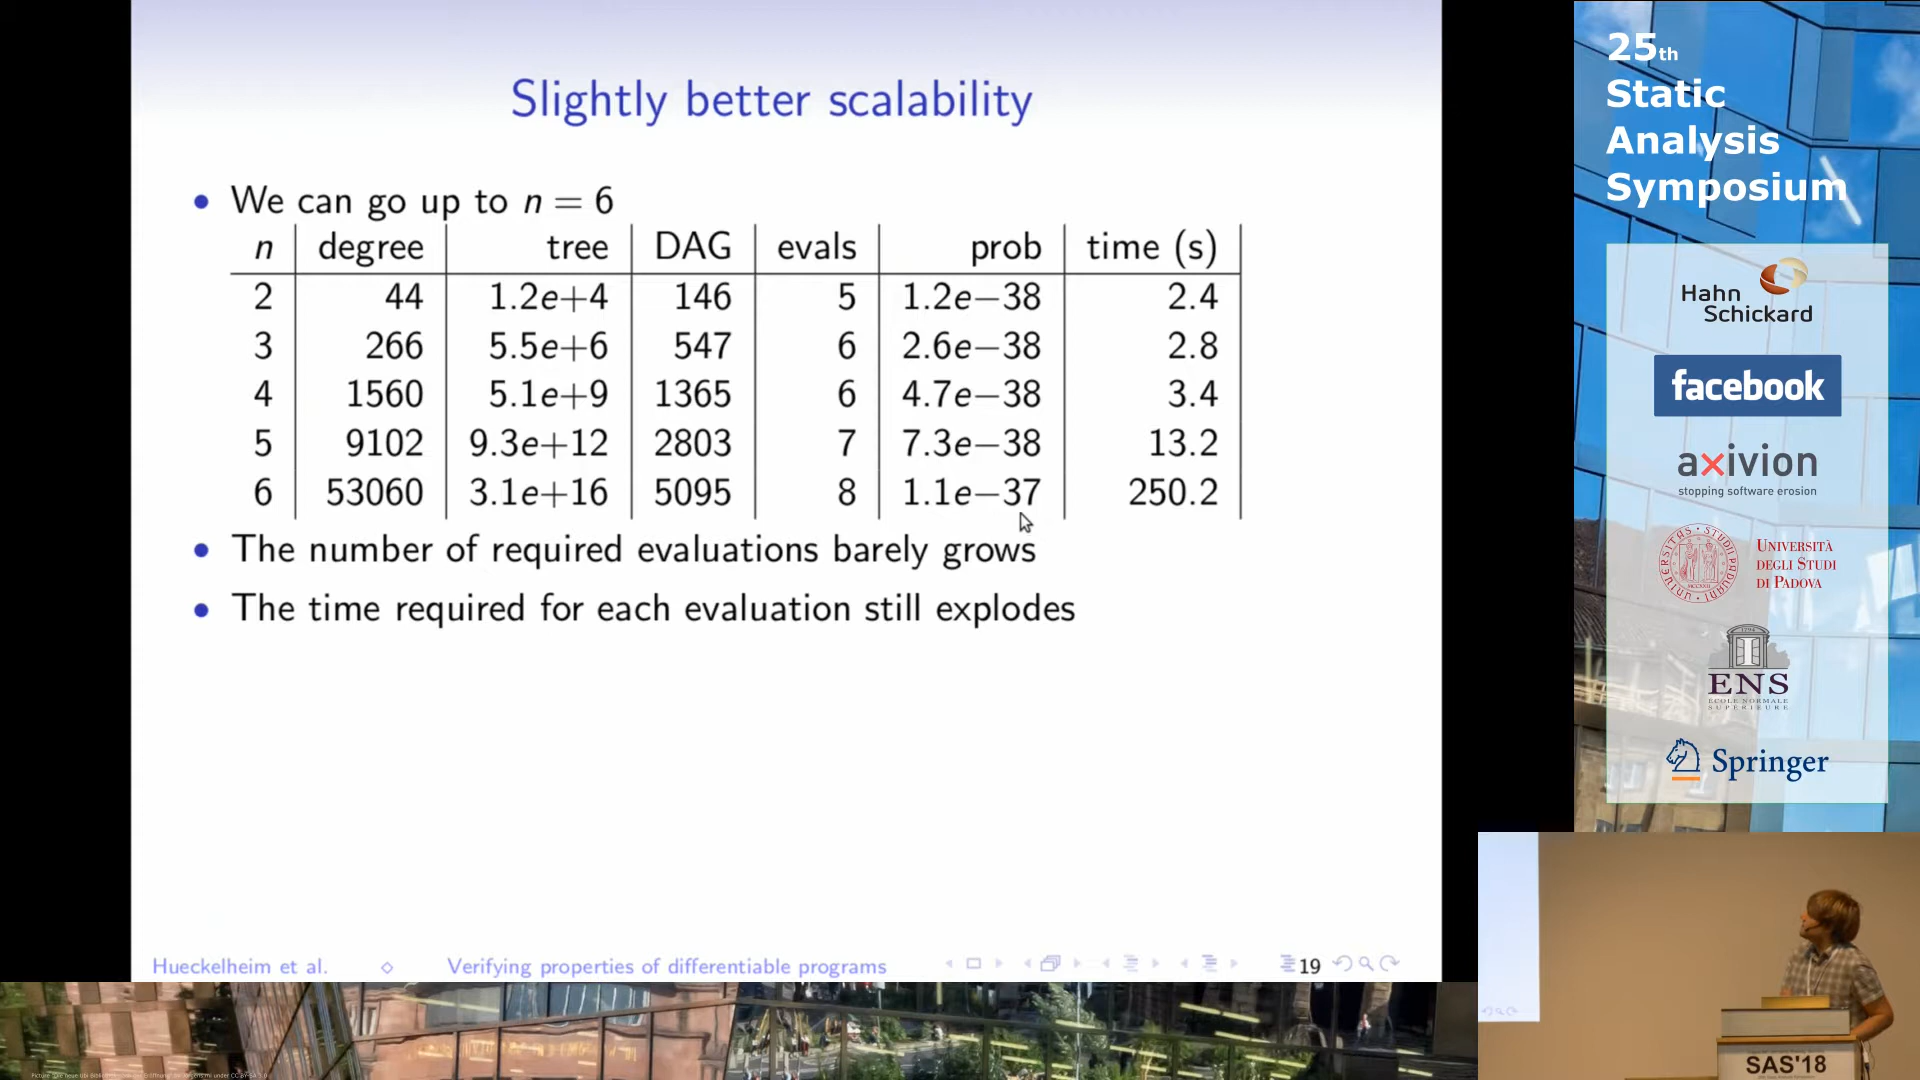 Slightly better scalability
• We can go up to n = 6
n degree tree DAG evals prob time (s)
2 44 1.2e+4 146 5 1.2e−38 2.4
3 266 5.5e+6 547 6 2.6e−38 2.8
4 1560 5.1e+9 1365 6 4.7e−38 3.4
5 9102 9.3e+12 2803 7 7.3e−38 13.2
6 53060 3.1e+16 5095 8 1.1e−37 250.2
• The number of required evaluations barely grows
• The time required for each evaluation still explodes
Hueckelheim et al. ◇ Verifying properties of differentiable programs 19
25th
Static
Analysis
Symposium
Hahn
Schickard
facebook
axivion
stopping software erosion
UNIVERSITÀ
DEGLI STUDI
DI PADOVA
ENS
ECOLE NORMALE
SUPERIEURE
Springer
SAS'18